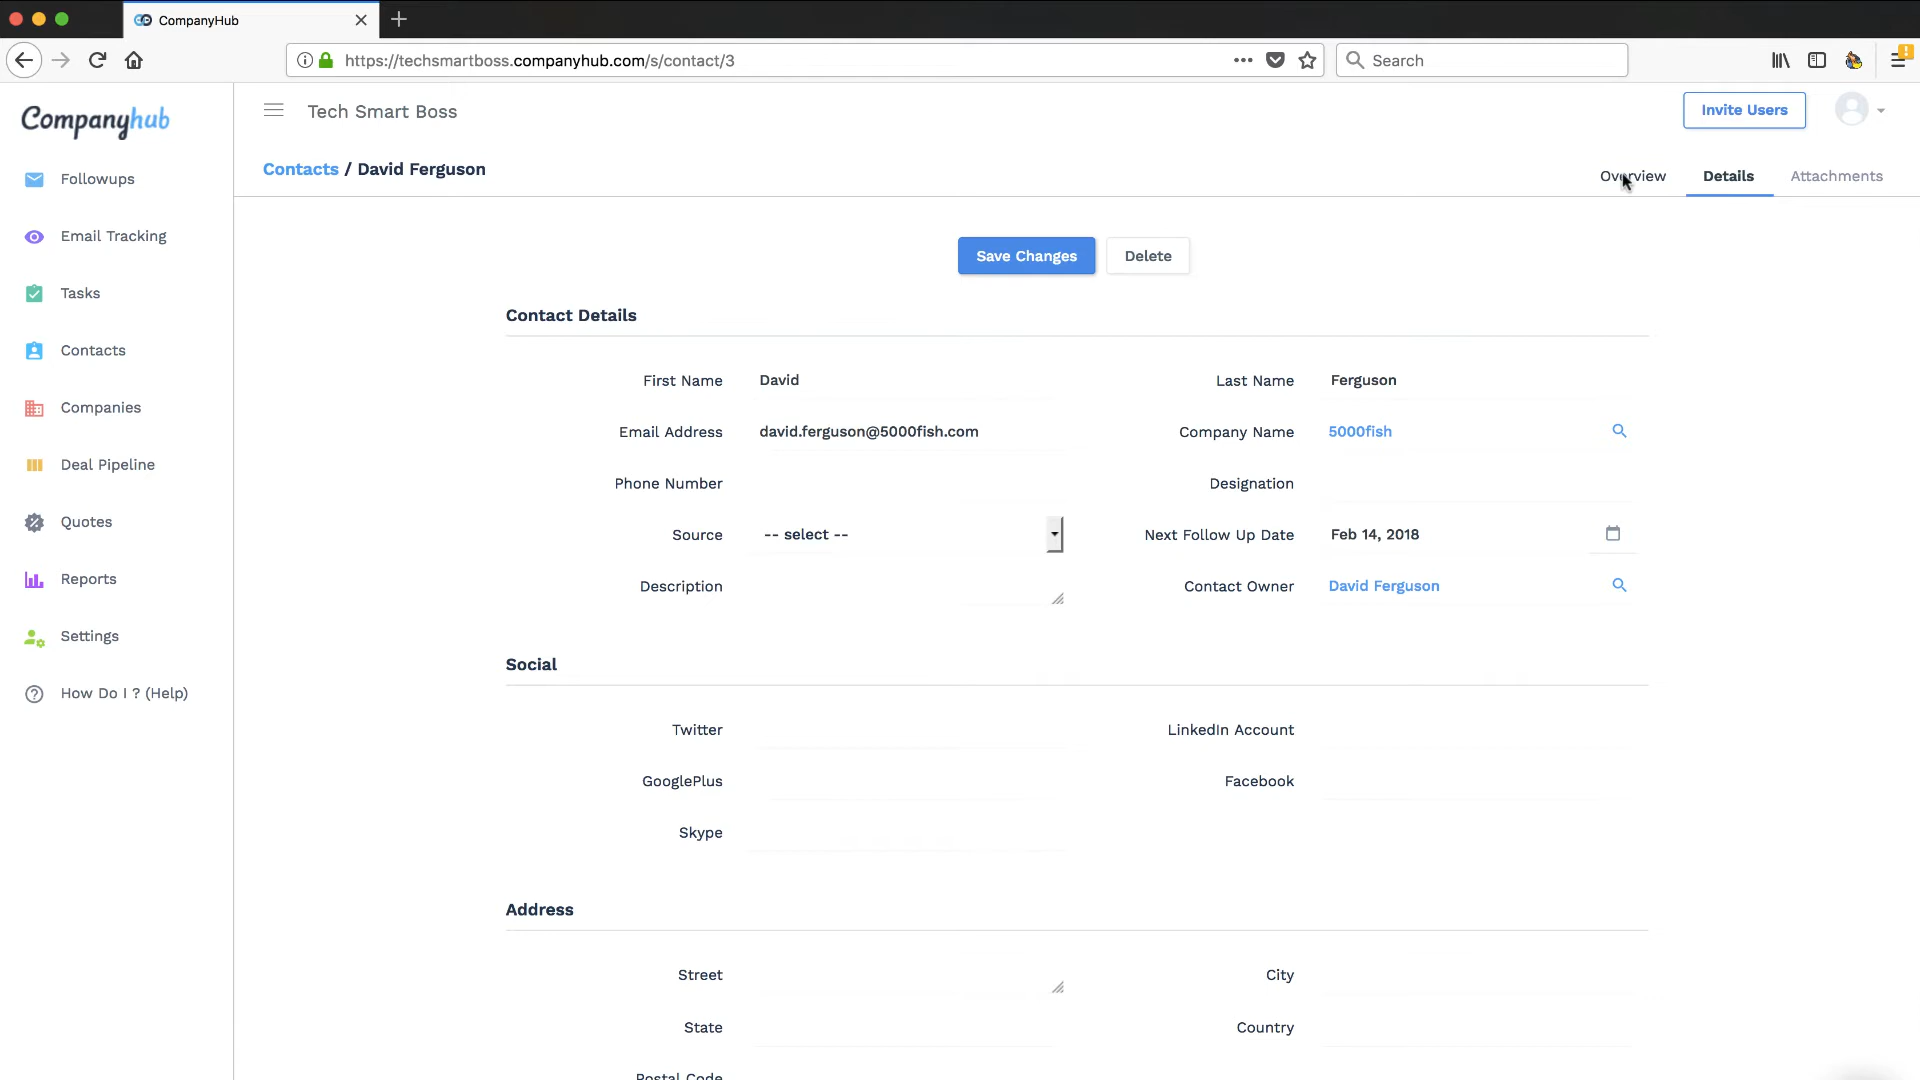 CompanyHub
https://techsmartboss.companyhub.com/s/contact/3
Search
Companyhub
Tech Smart Boss
Invite Users
Contacts / David Ferguson
Overview
Details
Attachments
Followups
Email Tracking
Tasks
Contacts
Companies
Deal Pipeline
Quotes
Reports
Settings
How Do I ? (Help)
Save Changes
Delete
Contact Details
First Name David
Last Name Ferguson
Email Address david.ferguson@5000fish.com
Company Name 5000fish
Phone Number
Designation
Source -- select --
Next Follow Up Date Feb 14, 2018
Description
Contact Owner David Ferguson
Social
Twitter
LinkedIn Account
GooglePlus
Facebook
Skype
Address
Street
City
State
Country
Postal Code